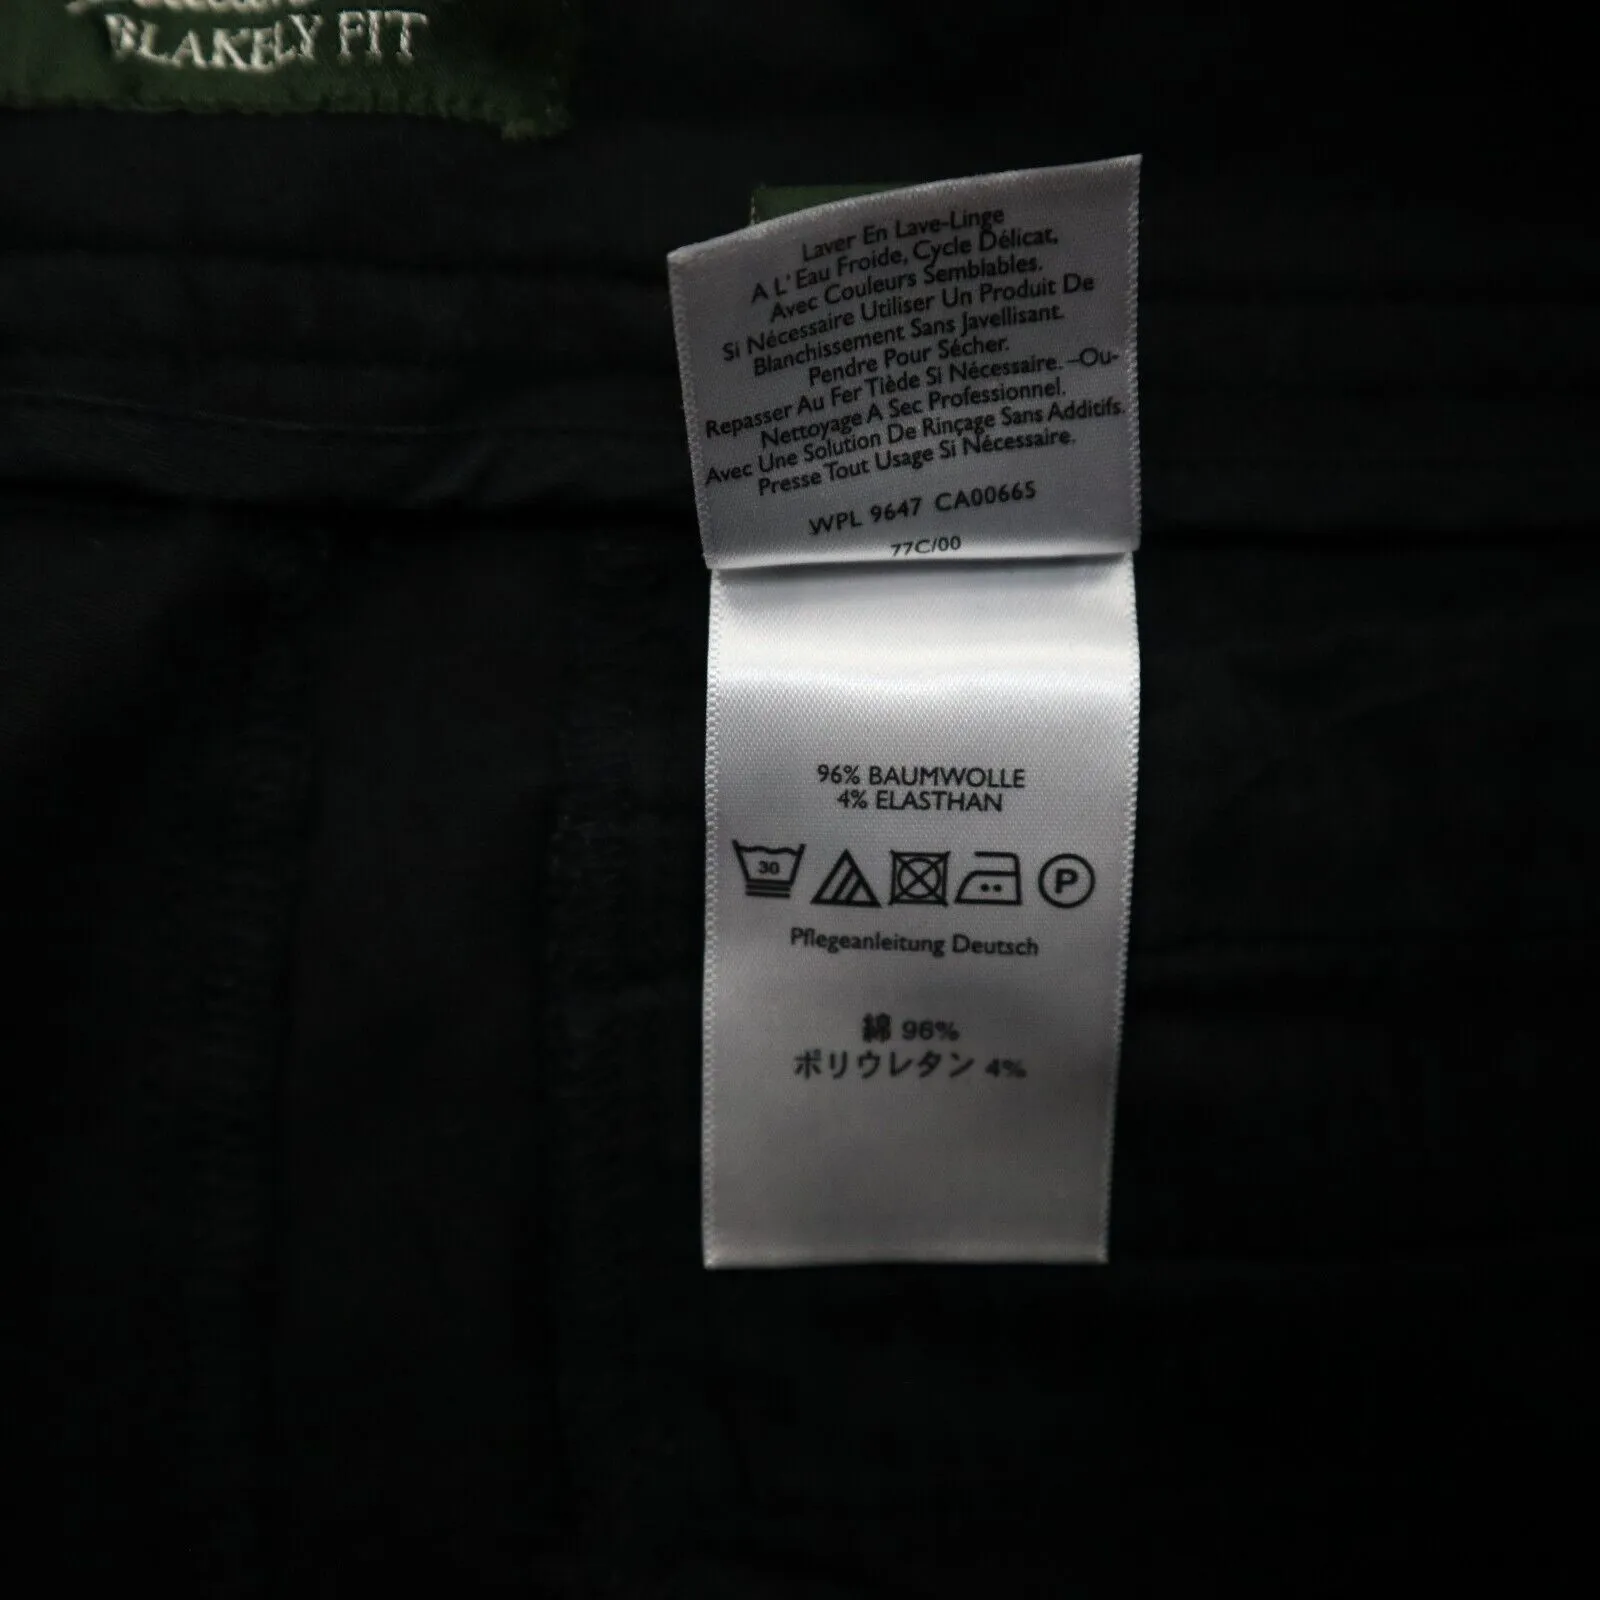 BLAKELY FIT
Laver En Lave-Linge
A L'Eau Froide, Cycle Délicat,
Avec Couleurs Semblables.
Si Nécessaire Utiliser Un Produit De
Blanchissement Sans Javellisant.
Pendre Pour Sécher.
Repasser Au Fer Tiède Si Nécessaire. –Ou-
Nettoyage A Sec Professionnel.
Avec Une Solution De Rinçage Sans Additifs.
Presse Tout Usage Si Nécessaire.
WPL 9647 CA00665
77C/00
96% BAUMWOLLE
4% ELASTHAN
30 P
Pflegeanleitung Deutsch
綿 96%
ポリウレタン 4%